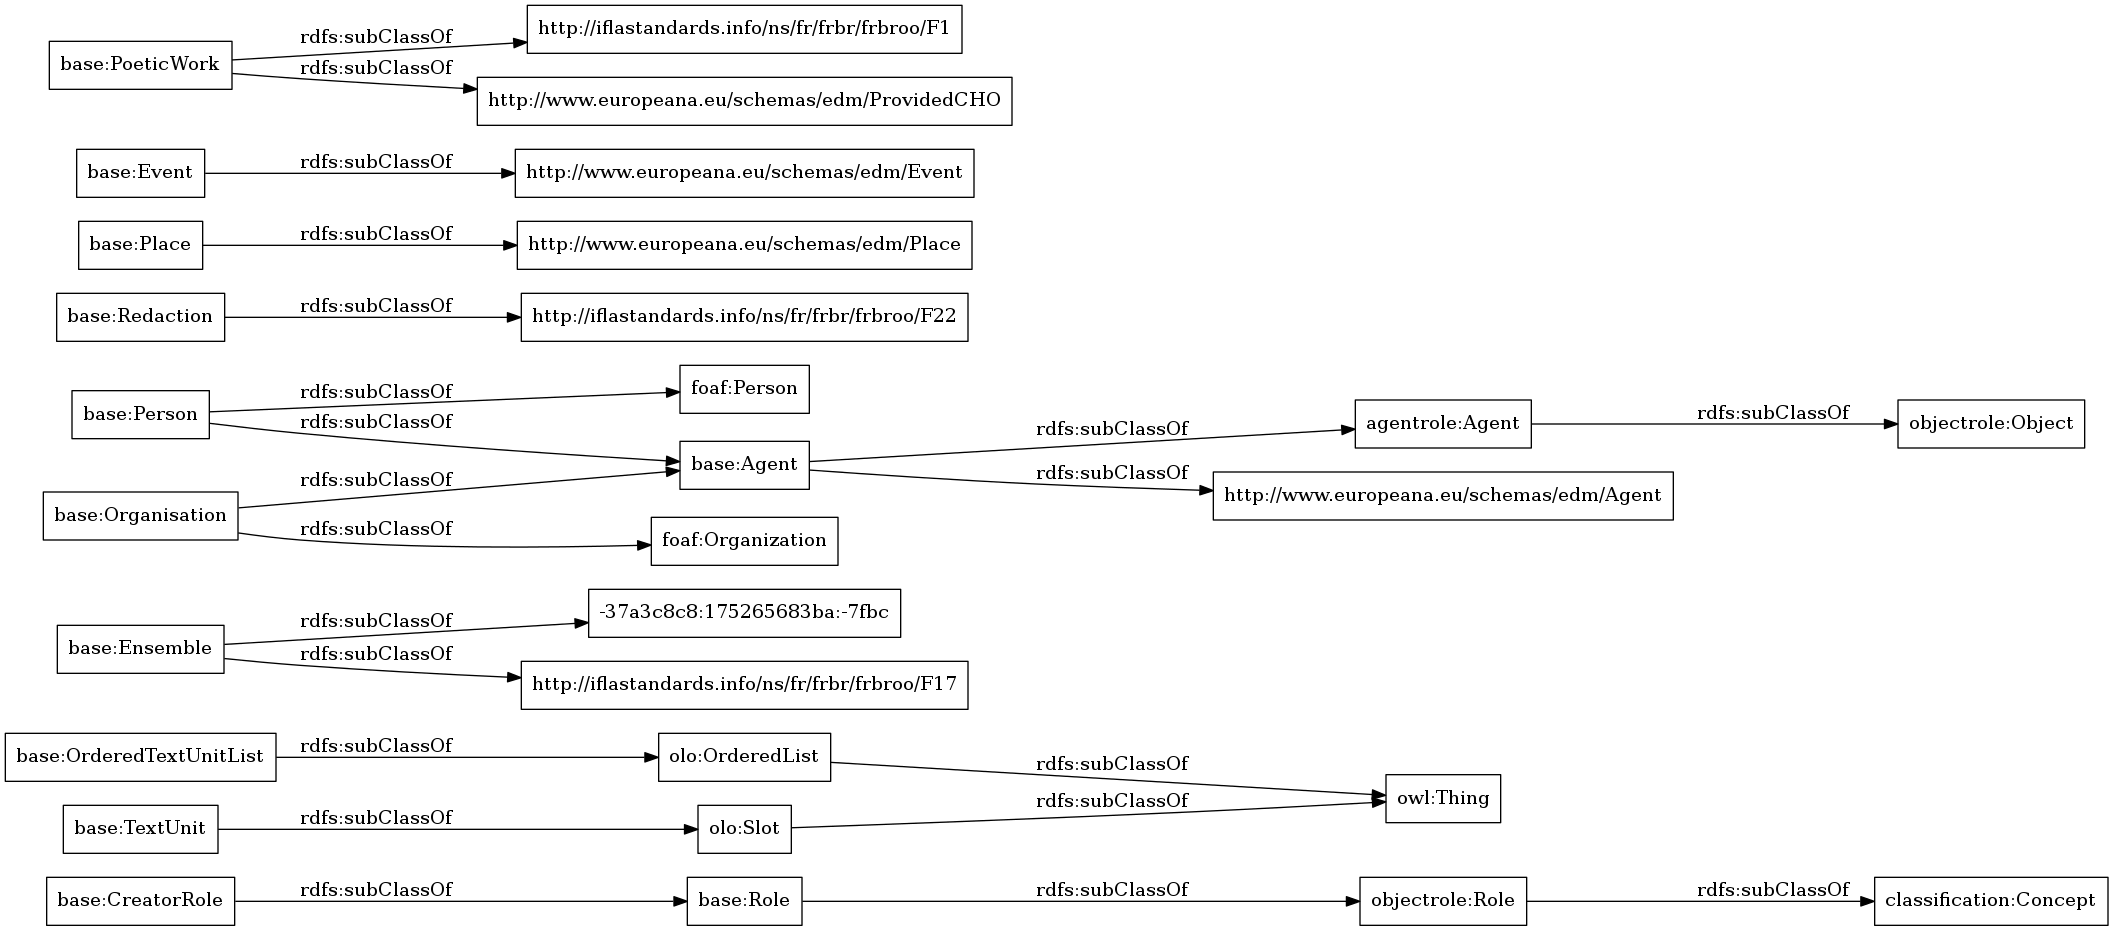 rdfs:subClassOf
http://iflastandards.info/ns/fr/frbr/frbroo/F1
base:PoeticWork
rdfs:subClassOf
http://www.europeana.eu/schemas/edm/ProvidedCHO
base:Event
rdfs:subClassOf
http://www.europeana.eu/schemas/edm/Event
base:Place
rdfs:subClassOf
http://www.europeana.eu/schemas/edm/Place
base:Redaction
rdfs:subClassOf
http://iflastandards.info/ns/fr/frbr/frbroo/F22
base:Person
rdfs:subClassOf
foaf:Person
rdfs:subClassOf
base:Agent
rdfs:subClassOf
agentrole:Agent
rdfs:subClassOf
objectrole:Object
rdfs:subClassOf
http://www.europeana.eu/schemas/edm/Agent
base:Organisation
rdfs:subClassOf
rdfs:subClassOf
foaf:Organization
base:Ensemble
rdfs:subClassOf
-37a3c8c8:175265683ba:-7fbc
rdfs:subClassOf
http://iflastandards.info/ns/fr/frbr/frbroo/F17
base:OrderedTextUnitList
rdfs:subClassOf
olo:OrderedList
rdfs:subClassOf
owl:Thing
base:TextUnit
rdfs:subClassOf
olo:Slot
rdfs:subClassOf
base:CreatorRole
rdfs:subClassOf
base:Role
rdfs:subClassOf
objectrole:Role
rdfs:subClassOf
classification:Concept